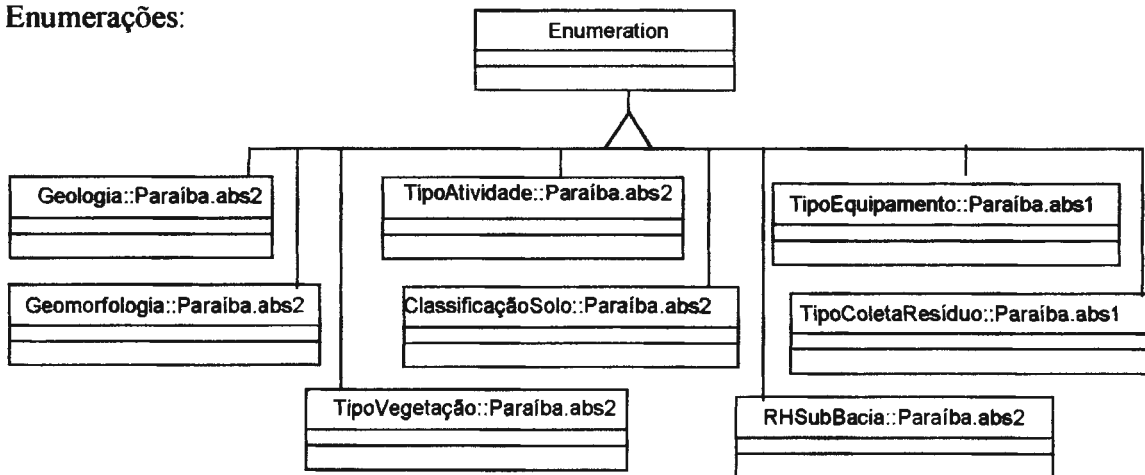 Enumerações:
Enumeration
Geologia::Paraíba.abs2
TipoAtividade::Paraíba.abs2
TipoEquipamento::Paraíba.abs1
Geomorfologia::Paraíba.abs2
ClassificaçãoSolo::Paraíba.abs2
TipoColetaResíduo::Paraíba.abs1
TipoVegetação::Paraíba.abs2
RHSubBacia::Paraíba.abs2